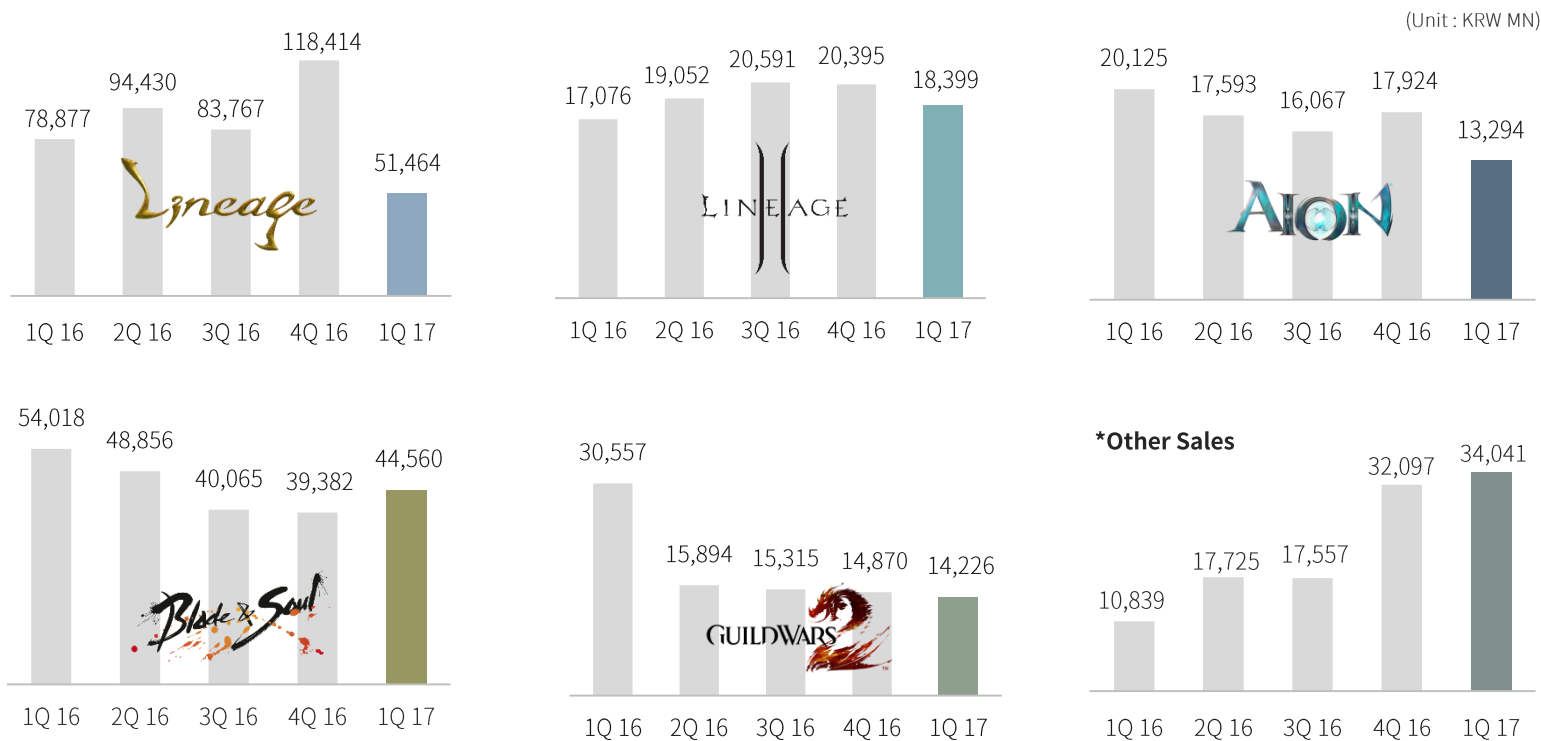 (Unit : KRW MN)
78,877
94,430
83,767
118,414
51,464
Lineage
1Q 16
2Q 16
3Q 16
4Q 16
1Q 17
17,076
19,052
20,591
20,395
18,399
LINEAGE II
1Q 16
2Q 16
3Q 16
4Q 16
1Q 17
20,125
17,593
16,067
17,924
13,294
AION
1Q 16
2Q 16
3Q 16
4Q 16
1Q 17
54,018
48,856
40,065
39,382
44,560
Blade & Soul
1Q 16
2Q 16
3Q 16
4Q 16
1Q 17
30,557
15,894
15,315
14,870
14,226
GUILDWARS 2 ™
1Q 16
2Q 16
3Q 16
4Q 16
1Q 17
*Other Sales
10,839
17,725
17,557
32,097
34,041
1Q 16
2Q 16
3Q 16
4Q 16
1Q 17